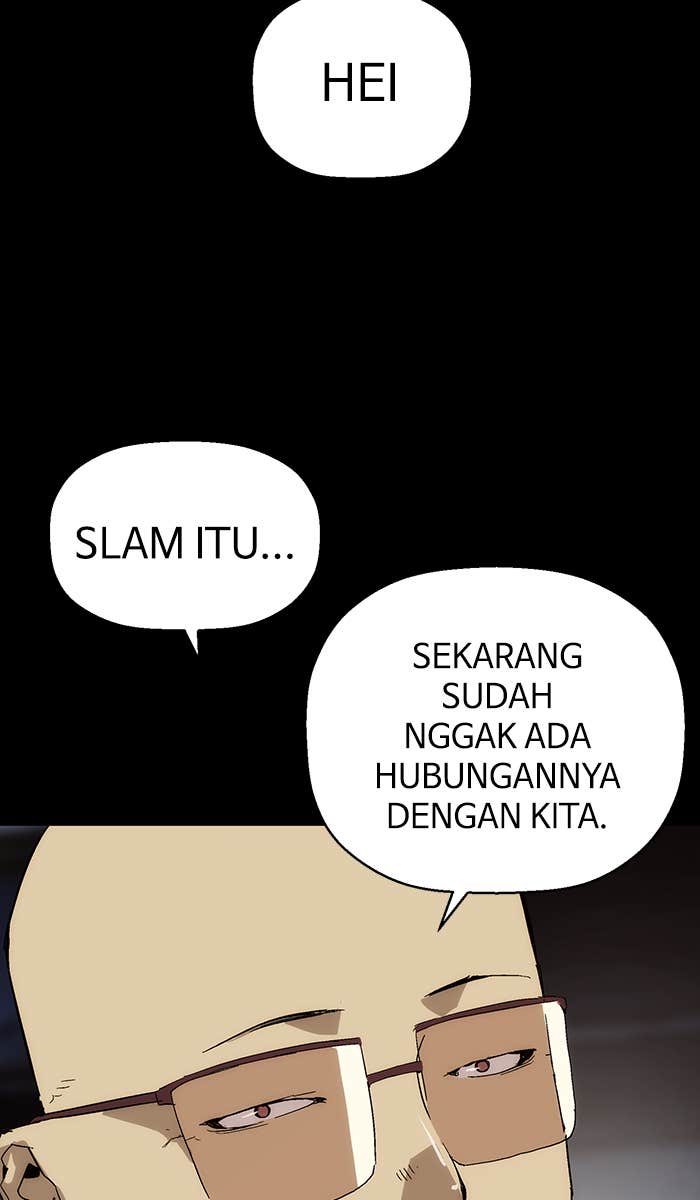 HEI
SLAM ITU...
SEKARANG
SUDAH
NGGAK ADA
HUBUNGANNYA
DENGAN KITA.